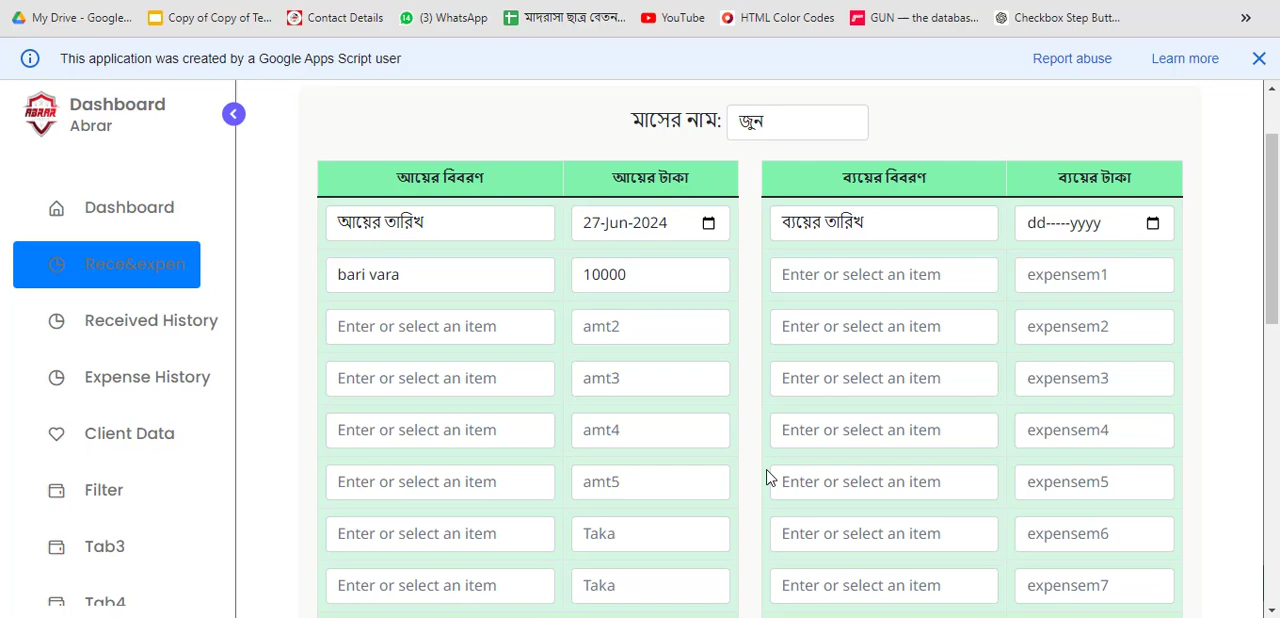 My Drive - Google... Copy of Copy of Te... Contact Details (3) WhatsApp মাদরাসা ছাত্র বেতন... YouTube HTML Color Codes GUN — the databas... Checkbox Step Butt... »
This application was created by a Google Apps Script user Report abuse Learn more
ABRAR
Dashboard
Abrar
Dashboard
Rece&expen
Received History
Expense History
Client Data
Filter
Tab3
Tab4
মাসের নাম: জুন
আয়ের বিবরণ আয়ের টাকা ব্যয়ের বিবরণ ব্যয়ের টাকা
আয়ের তারিখ 27-Jun-2024 ব্যয়ের তারিখ dd-----yyyy
bari vara 10000 Enter or select an item expensem1
Enter or select an item amt2 Enter or select an item expensem2
Enter or select an item amt3 Enter or select an item expensem3
Enter or select an item amt4 Enter or select an item expensem4
Enter or select an item amt5 Enter or select an item expensem5
Enter or select an item Taka Enter or select an item expensem6
Enter or select an item Taka Enter or select an item expensem7